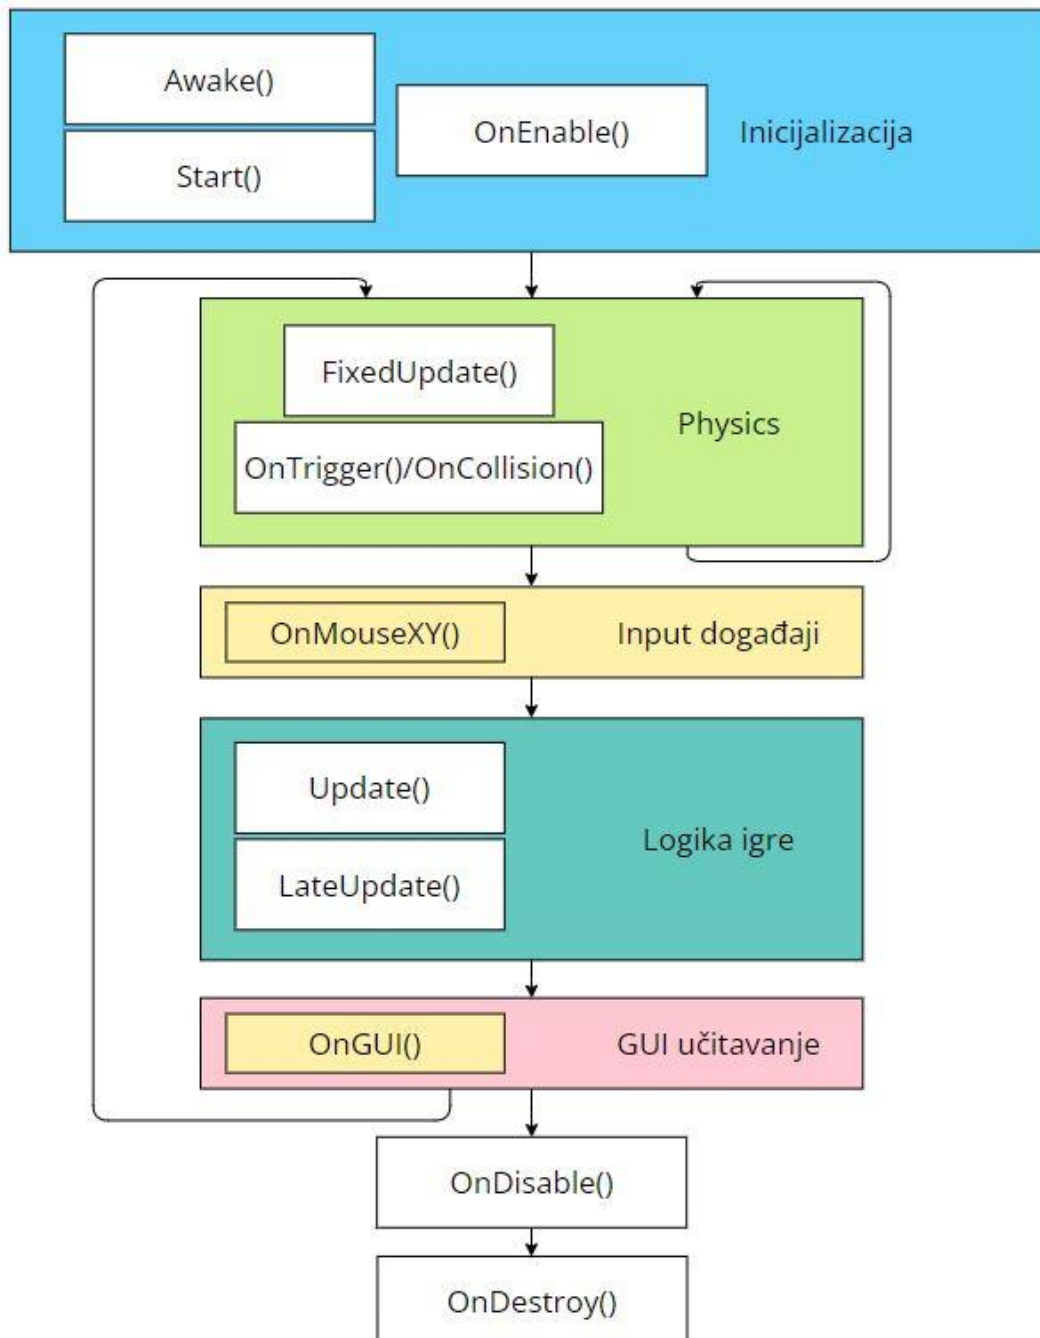 Awake()
OnEnable()
Inicijalizacija
Start()
FixedUpdate()
Physics
OnTrigger()/OnCollision()
OnMouseXY()
Input događaji
Update()
Logika igre
LateUpdate()
OnGUI()
GUI učitavanje
OnDisable()
OnDestroy()